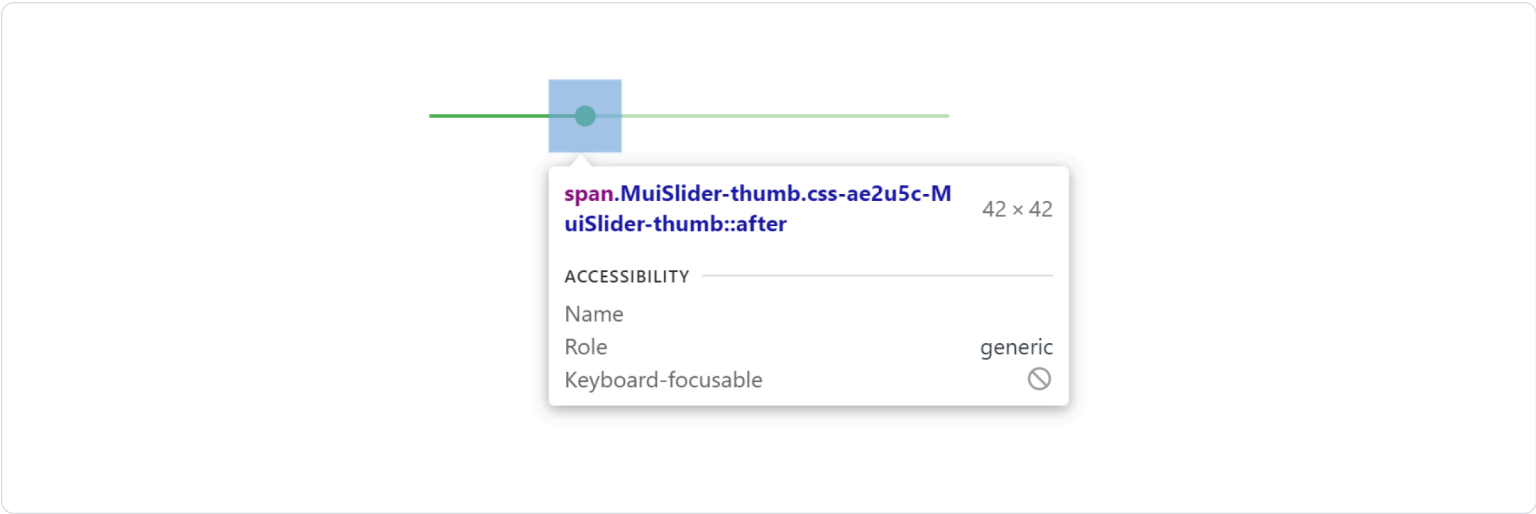 span.MuiSlider-thumb.css-ae2u5c-M
uiSlider-thumb::after
42 × 42
ACCESSIBILITY
Name
Role generic
Keyboard-focusable